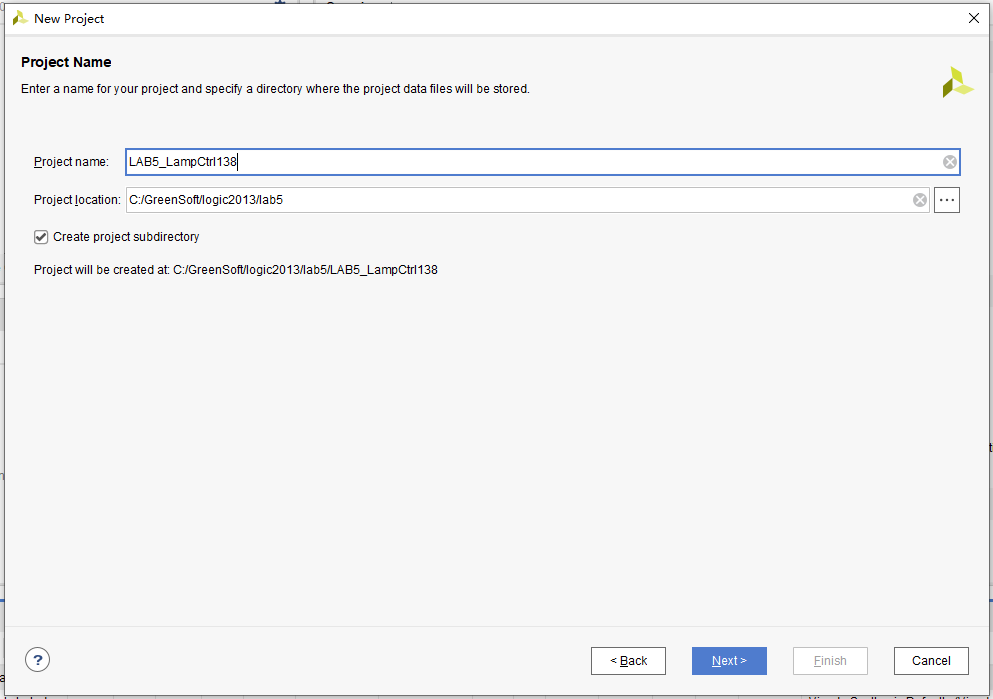 New Project
Project Name
Enter a name for your project and specify a directory where the project data files will be stored.
Project name: LAB5_LampCtrl138
Project location: C:/GreenSoft/logic2013/lab5
Create project subdirectory
Project will be created at: C:/GreenSoft/logic2013/lab5/LAB5_LampCtrl138
? < Back Next > Finish Cancel